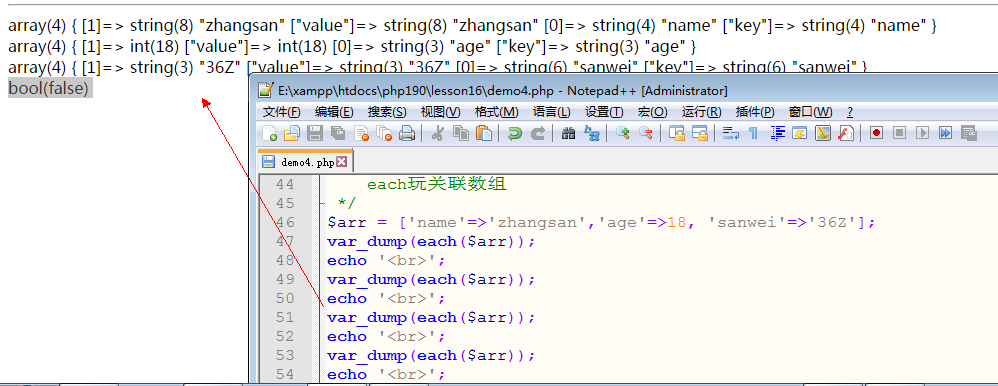 array(4) { [1]=> string(8) "zhangsan" ["value"]=> string(8) "zhangsan" [0]=> string(4) "name" ["key"]=> string(4) "name" }
array(4) { [1]=> int(18) ["value"]=> int(18) [0]=> string(3) "age" ["key"]=> string(3) "age" }
array(4) { [1]=> string(3) "36Z" ["value"]=> string(3) "36Z" [0]=> string(6) "sanwei" ["key"]=> string(6) "sanwei" }
bool(false)
E:\xampp\htdocs\php190\lesson16\demo4.php - Notepad++ [Administrator]
文件(F) 编辑(E) 搜索(S) 视图(V) 格式(M) 语言(L) 设置(T) 宏(O) 运行(R) 插件(P) 窗口(W) ?
demo4.php
44 each玩关联数组
45 */
46 $arr = ['name'=>'zhangsan','age'=>18, 'sanwei'=>'36Z'];
47 var_dump(each($arr));
48 echo '<br>';
49 var_dump(each($arr));
50 echo '<br>';
51 var_dump(each($arr));
52 echo '<br>';
53 var_dump(each($arr));
54 echo '<br>';